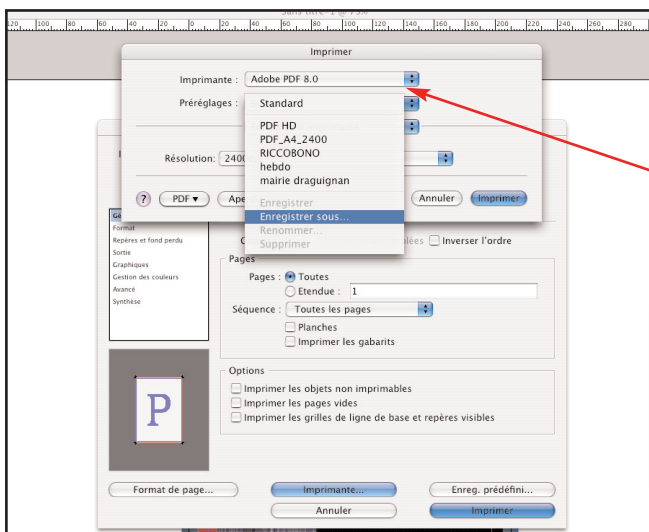 120 100 80 60 40 20 0 20 40 60 80 100 120 140 160 180 200 220 240 260 280
Imprimer
Imprimante : Adobe PDF 8.0
Préréglages :
Standard
PDF HD
PDF_A4_2400
RICCOBONO
hebdo
mairie draguignan
Enregistrer
Enregistrer sous...
Renommer...
Supprimer
Résolution: 2400
? PDF ▼ Ape Annuler Imprimer
Format
Repères et fond perdu
Sortie
Graphiques
Gestion des couleurs
Avancé
Synthèse
Inverser l'ordre
Pages
Pages : Toutes
Etendue : 1
Séquence : Toutes les pages
Planches
Imprimer les gabarits
P
Options
Imprimer les objets non imprimables
Imprimer les pages vides
Imprimer les grilles de ligne de base et repères visibles
Format de page... Imprimante... Enreg. prédéfini...
Annuler Imprimer